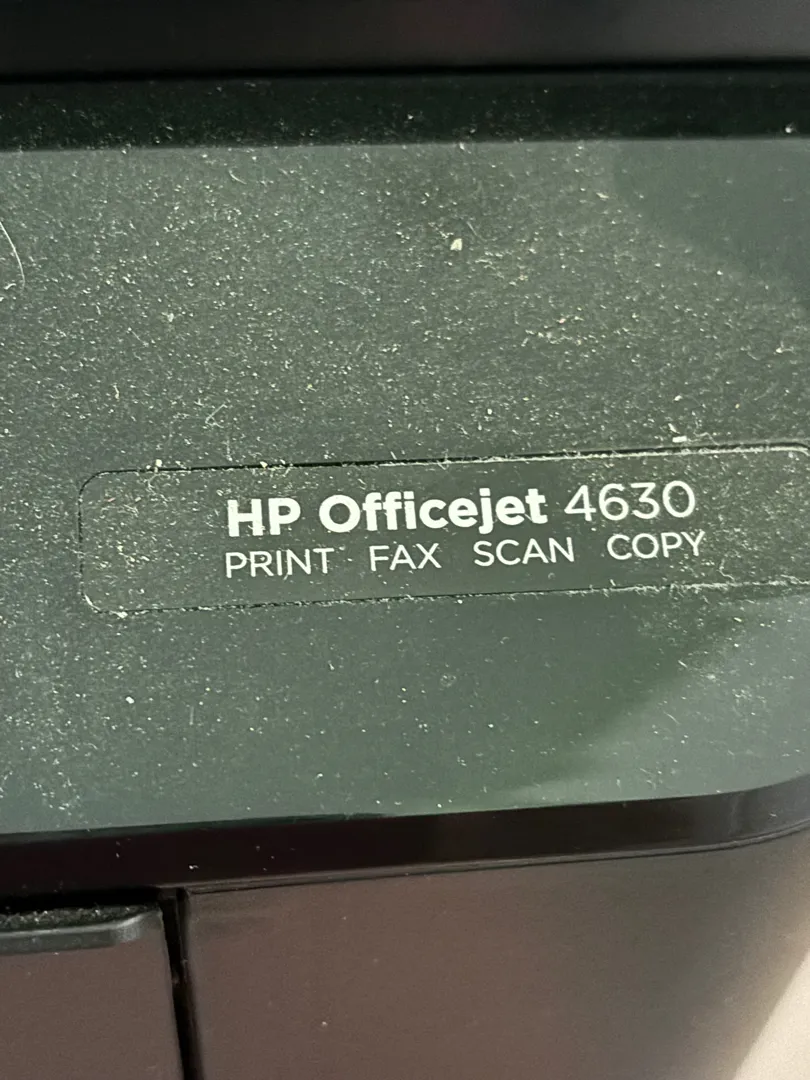 HP Officejet 4630
PRINT FAX SCAN COPY